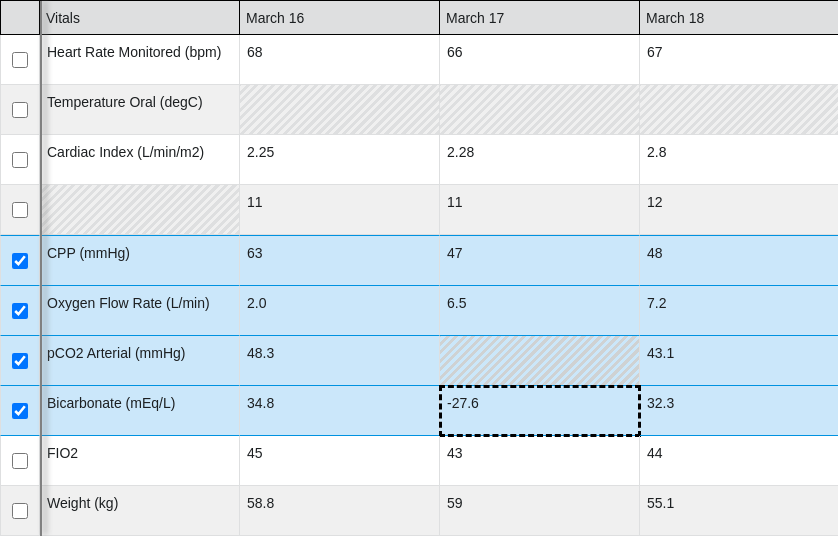 Vitals March 16 March 17 March 18
Heart Rate Monitored (bpm) 68 66 67
Temperature Oral (degC)
Cardiac Index (L/min/m2) 2.25 2.28 2.8
11 11 12
CPP (mmHg) 63 47 48
Oxygen Flow Rate (L/min) 2.0 6.5 7.2
pCO2 Arterial (mmHg) 48.3 43.1
Bicarbonate (mEq/L) 34.8 -27.6 32.3
FIO2 45 43 44
Weight (kg) 58.8 59 55.1